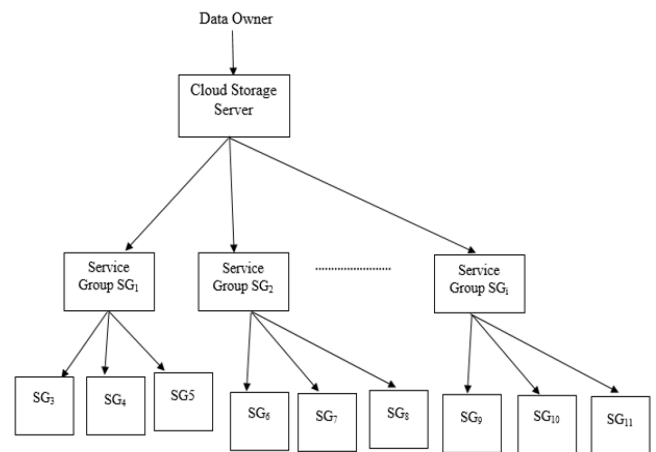 Data Owner
Cloud Storage
Server
Service
Group SG₁
Service
Group SG₂
....................
Service
Group SGᵢ
SG₃
SG₄
SG5
SG₆
SG₇
SG₈
SG₉
SG₁₀
SG₁₁